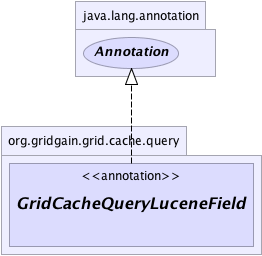 java.lang.annotation
Annotation
org.gridgain.grid.cache.query
<<annotation>>
GridCacheQueryLuceneField